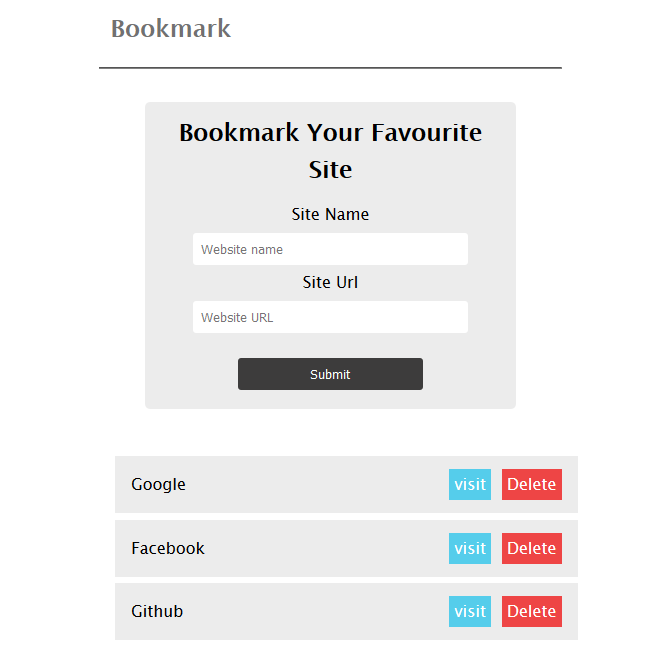 Bookmark
Bookmark Your Favourite
Site
Site Name
Website name
Site Url
Website URL
Submit
Google visit Delete
Facebook visit Delete
Github visit Delete